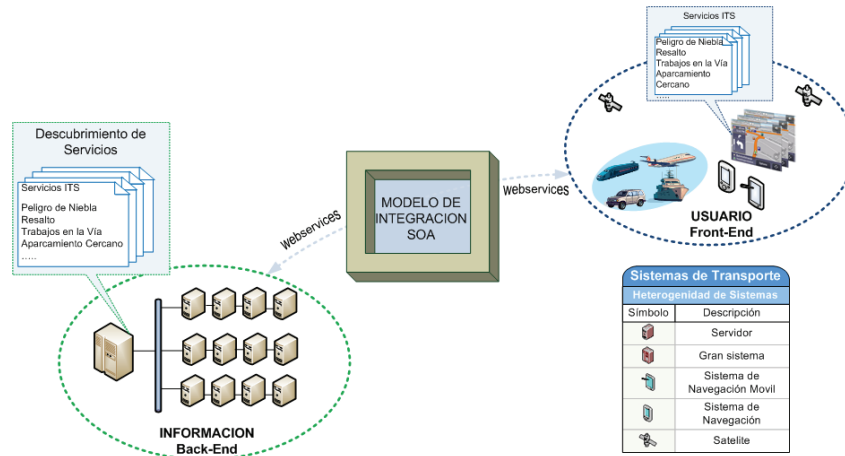 Servicios ITS
Peligro de Niebla
Resalto
Trabajos en la Vía
Aparcamiento
Cercano
.....
Descubrimiento de
Servicios
Servicios ITS
Peligro de Niebla
Resalto
Trabajos en la Vía
Aparcamiento Cercano
.....
Webservices
MODELO DE
INTEGRACION
SOA
Webservices
USUARIO
Front-End
INFORMACION
Back-End
Sistemas de Transporte
Heterogenidad de Sistemas
Símbolo Descripción
Servidor
Gran sistema
Sistema de
Navegación Movil
Sistema de
Navegación
Satelite